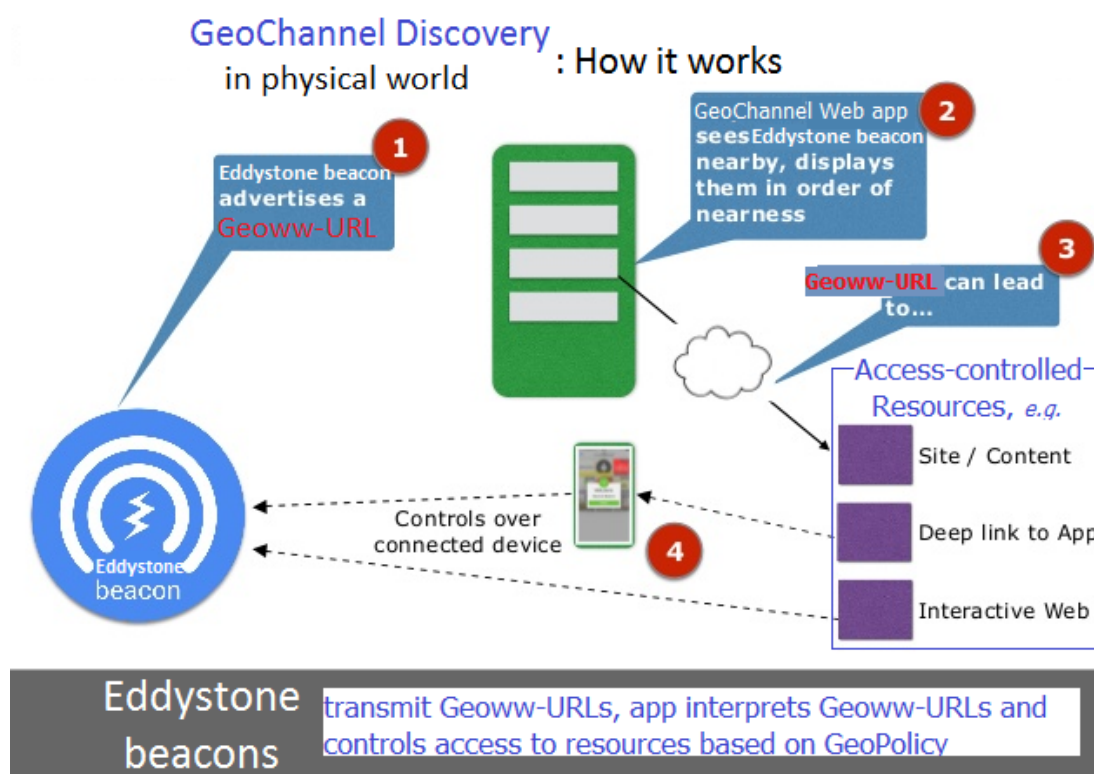 GeoChannel Discovery
in physical world
: How it works
1
Eddystone beacon
advertises a
Geoww-URL
2
GeoChannel Web app
sees Eddystone beacon
nearby, displays
them in order of
nearness
3
Geoww-URL can lead
to...
Access-controlled
Resources, e.g.
Site / Content
Deep link to App
Interactive Web
4
Controls over
connected device
Eddystone
beacon
Eddystone
beacons
transmit Geoww-URLs, app interprets Geoww-URLs and
controls access to resources based on GeoPolicy